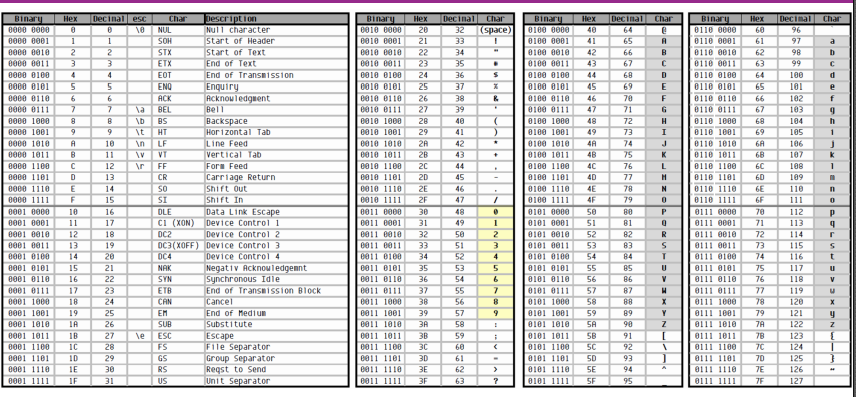 Binary Hex Decimal esc Char Description
0000 0000 0 0 \0 NUL Null character
0000 0001 1 1 SOH Start of Header
0000 0010 2 2 STX Start of Text
0000 0011 3 3 ETX End of Text
0000 0100 4 4 EOT End of Transmission
0000 0101 5 5 ENQ Enquiry
0000 0110 6 6 ACK Acknowledgment
0000 0111 7 7 \a BEL Bell
0000 1000 8 8 \b BS Backspace
0000 1001 9 9 \t HT Horizontal Tab
0000 1010 A 10 \n LF Line Feed
0000 1011 B 11 \v VT Vertical Tab
0000 1100 C 12 \r FF Form Feed
0000 1101 D 13 CR Carriage Return
0000 1110 E 14 SO Shift Out
0000 1111 F 15 SI Shift In
0001 0000 10 16 DLE Data Link Escape
0001 0001 11 17 C1 (XON) Device Control 1
0001 0010 12 18 DC2 Device Control 2
0001 0011 13 19 DC3(XOFF) Device Control 3
0001 0100 14 20 DC4 Device Control 4
0001 0101 15 21 NAK Negativ Acknowledgemnt
0001 0110 16 22 SYN Synchronous Idle
0001 0111 17 23 ETB End of Transmission Block
0001 1000 18 24 CAN Cancel
0001 1001 19 25 EM End of Medium
0001 1010 1A 26 SUB Substitute
0001 1011 1B 27 \e ESC Escape
0001 1100 1C 28 FS File Separator
0001 1101 1D 29 GS Group Separator
0001 1110 1E 30 RS Reqst to Send
0001 1111 1F 31 US Unit Separator
Binary Hex Decimal Char
0010 0000 20 32 (space)
0010 0001 21 33 !
0010 0010 22 34 "
0010 0011 23 35 #
0010 0100 24 36 $
0010 0101 25 37 %
0010 0110 26 38 &
0010 0111 27 39 '
0010 1000 28 40 (
0010 1001 29 41 )
0010 1010 2A 42 *
0010 1011 2B 43 +
0010 1100 2C 44 ,
0010 1101 2D 45 -
0010 1110 2E 46 .
0010 1111 2F 47 /
0011 0000 30 48 0
0011 0001 31 49 1
0011 0010 32 50 2
0011 0011 33 51 3
0011 0100 34 52 4
0011 0101 35 53 5
0011 0110 36 54 6
0011 0111 37 55 7
0011 1000 38 56 8
0011 1001 39 57 9
0011 1010 3A 58 :
0011 1011 3B 59 ;
0011 1100 3C 60 <
0011 1101 3D 61 =
0011 1110 3E 62 >
0011 1111 3F 63 ?
Binary Hex Decimal Char
0100 0000 40 64 @
0100 0001 41 65 A
0100 0010 42 66 B
0100 0011 43 67 C
0100 0100 44 68 D
0100 0101 45 69 E
0100 0110 46 70 F
0100 0111 47 71 G
0100 1000 48 72 H
0100 1001 49 73 I
0100 1010 4A 74 J
0100 1011 4B 75 K
0100 1100 4C 76 L
0100 1101 4D 77 M
0100 1110 4E 78 N
0100 1111 4F 79 O
0101 0000 50 80 P
0101 0001 51 81 Q
0101 0010 52 82 R
0101 0011 53 83 S
0101 0100 54 84 T
0101 0101 55 85 U
0101 0110 56 86 V
0101 0111 57 87 W
0101 1000 58 88 X
0101 1001 59 89 Y
0101 1010 5A 90 Z
0101 1011 5B 91 [
0101 1100 5C 92 \
0101 1101 5D 93 ]
0101 1110 5E 94 ^
0101 1111 5F 95 _
Binary Hex Decimal Char
0110 0000 60 96 `
0110 0001 61 97 a
0110 0010 62 98 b
0110 0011 63 99 c
0110 0100 64 100 d
0110 0101 65 101 e
0110 0110 66 102 f
0110 0111 67 103 g
0110 1000 68 104 h
0110 1001 69 105 i
0110 1010 6A 106 j
0110 1011 6B 107 k
0110 1100 6C 108 l
0110 1101 6D 109 m
0110 1110 6E 110 n
0110 1111 6F 111 o
0111 0000 70 112 p
0111 0001 71 113 q
0111 0010 72 114 r
0111 0011 73 115 s
0111 0100 74 116 t
0111 0101 75 117 u
0111 0110 76 118 v
0111 0111 77 119 w
0111 1000 78 120 x
0111 1001 79 121 y
0111 1010 7A 122 z
0111 1011 7B 123 {
0111 1100 7C 124 |
0111 1101 7D 125 }
0111 1110 7E 126 ~
0111 1111 7F 127